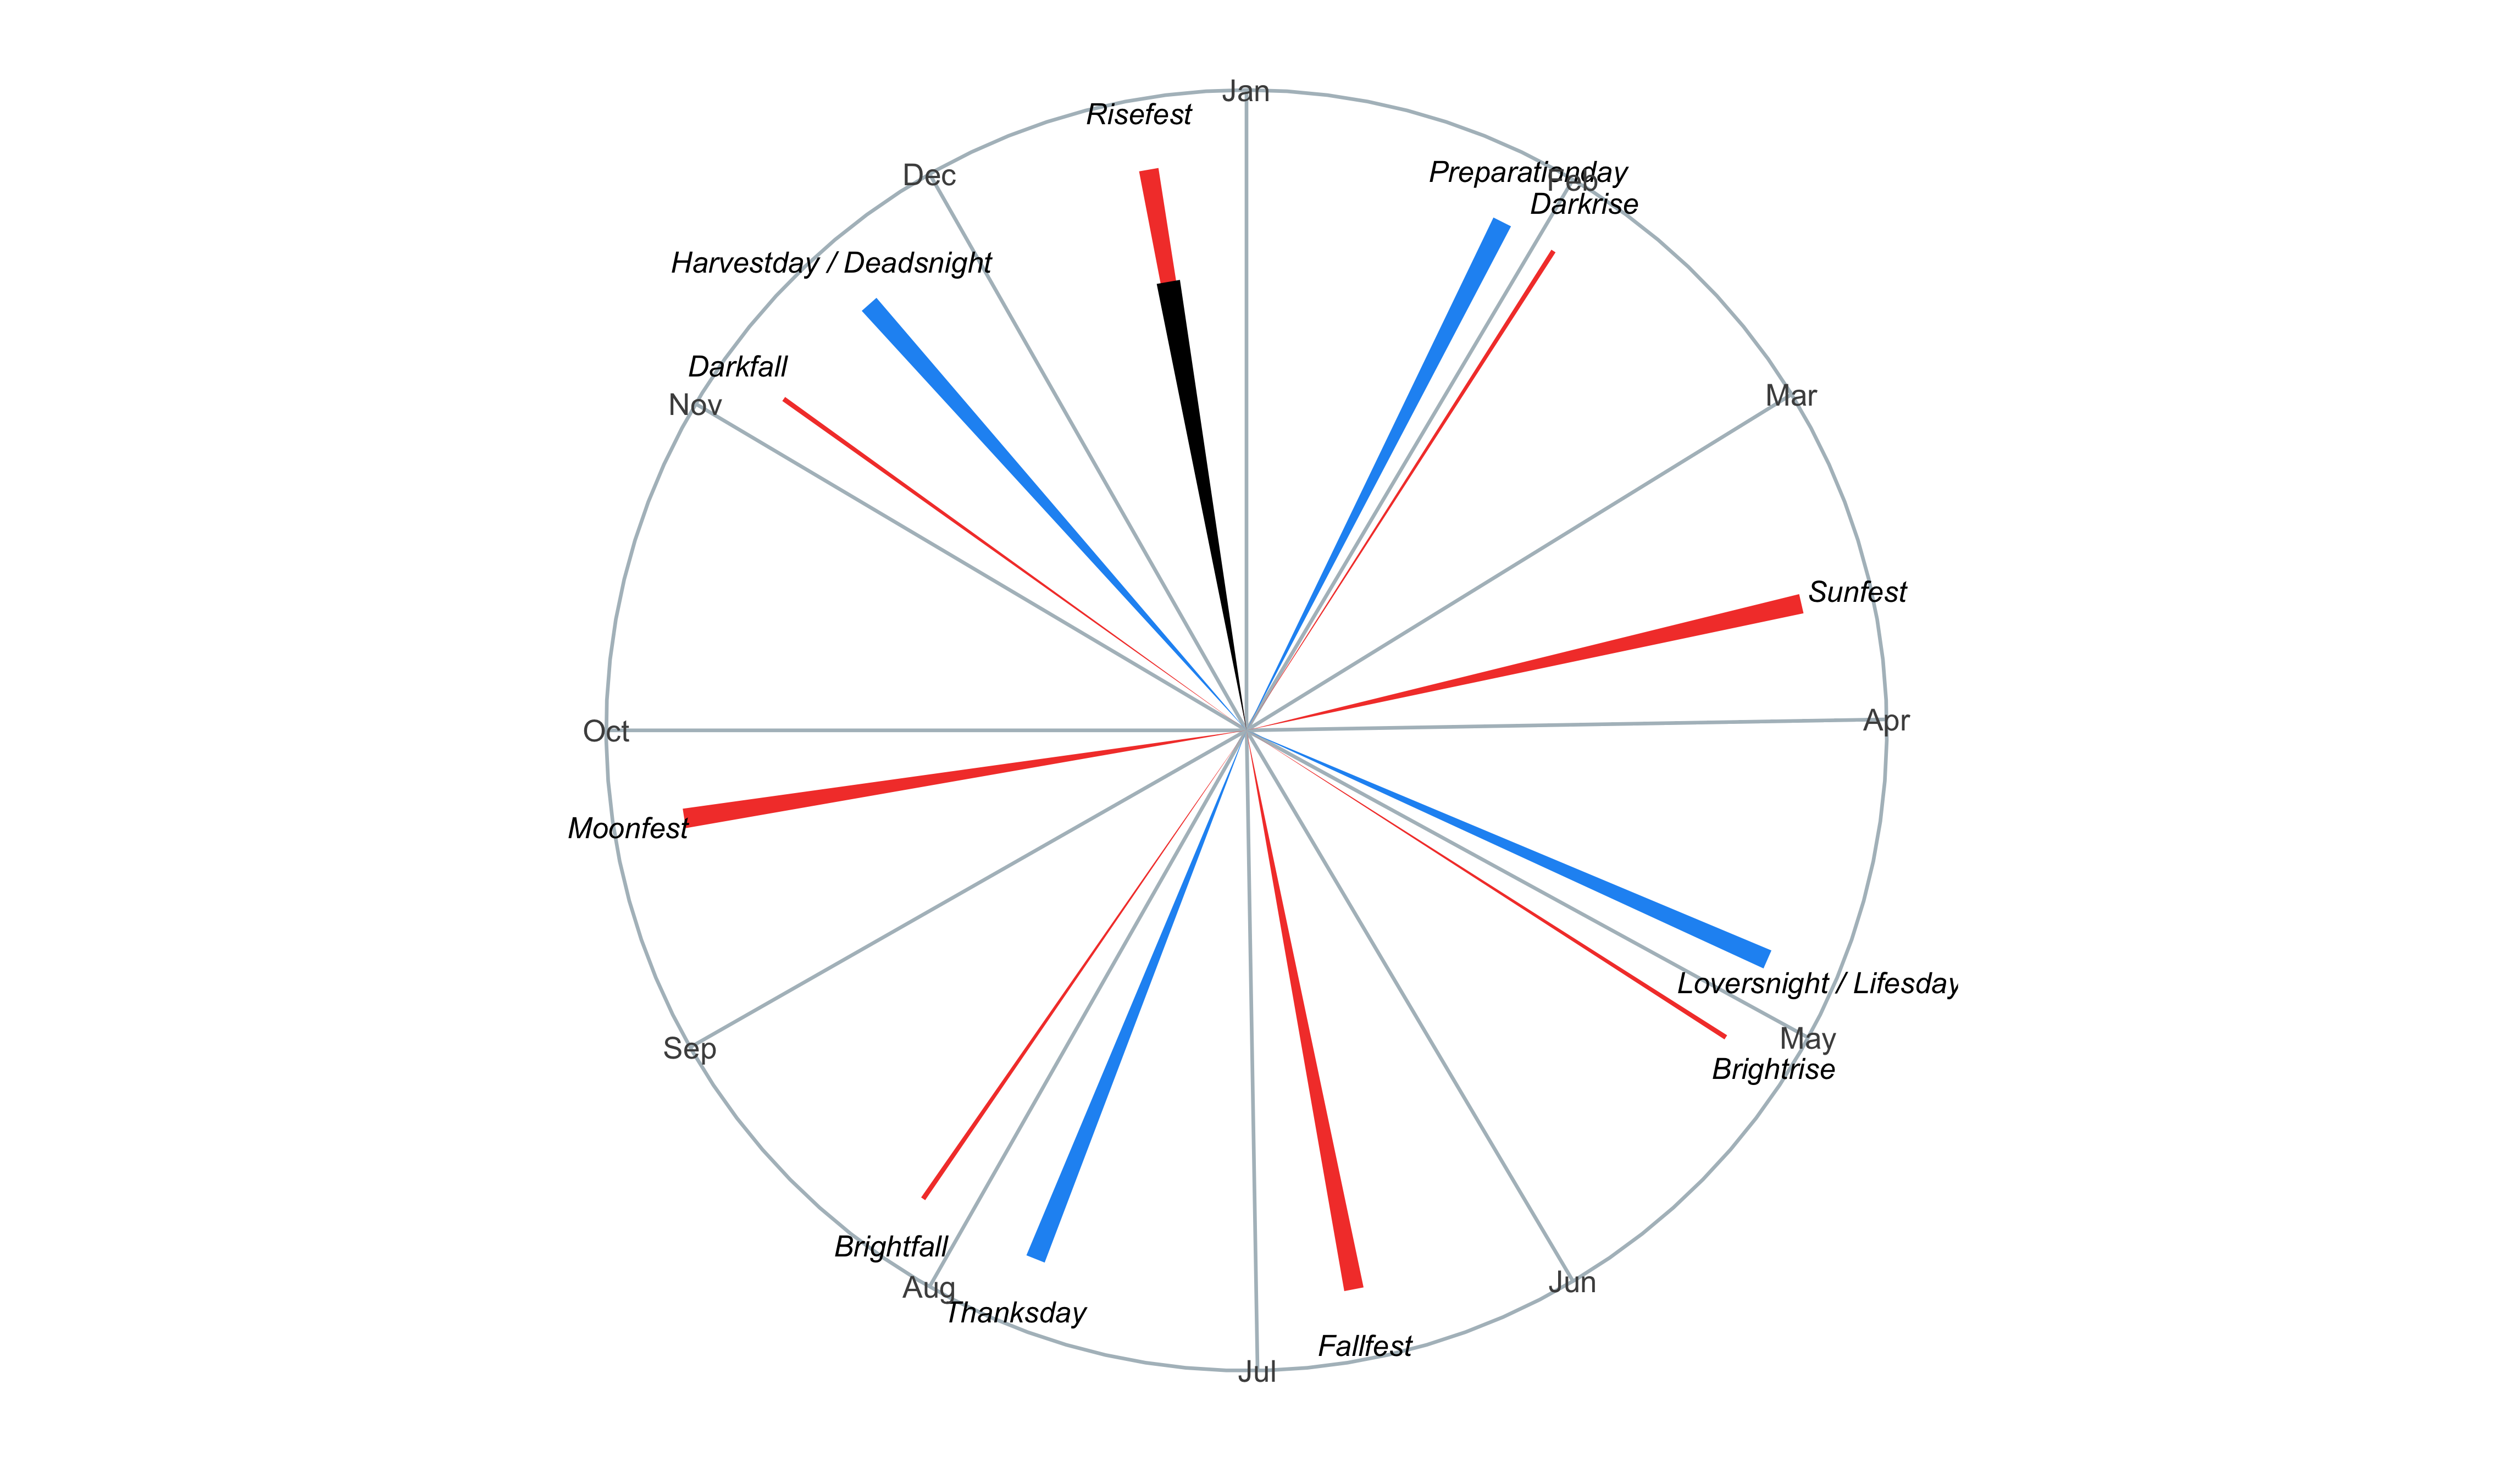 Jan
Risefest
Preparationday
Feb
Dec
Darkrise
Harvestday / Deadsnight
Darkfall
Mar
Nov
Sunfest
Apr
Oct
Moonfest
Loversnight / Lifesday
May
Sep
Brightrise
Brightfall
Jun
Aug
Thanksday
Fallfest
Jul